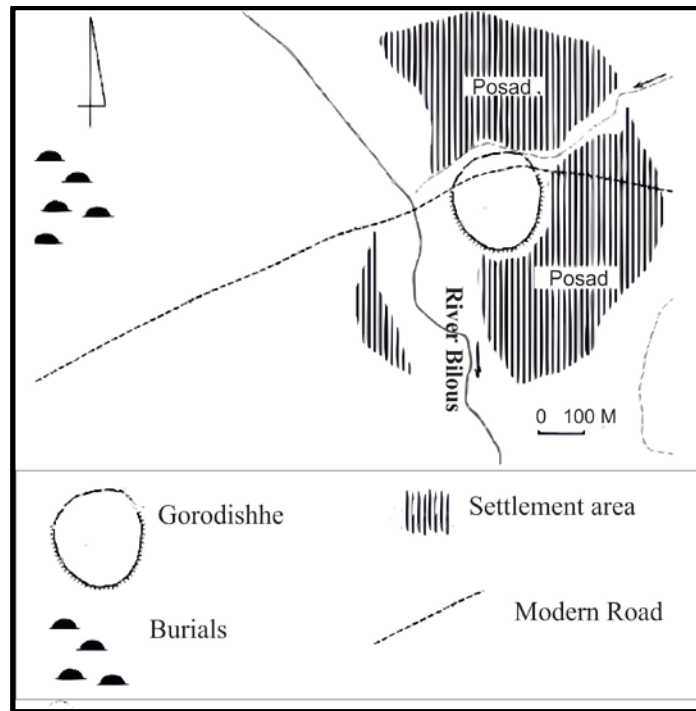 Posad
Posad
River Bilous
0 100 M
Gorodishhe
Settlement area
Burials
Modern Road